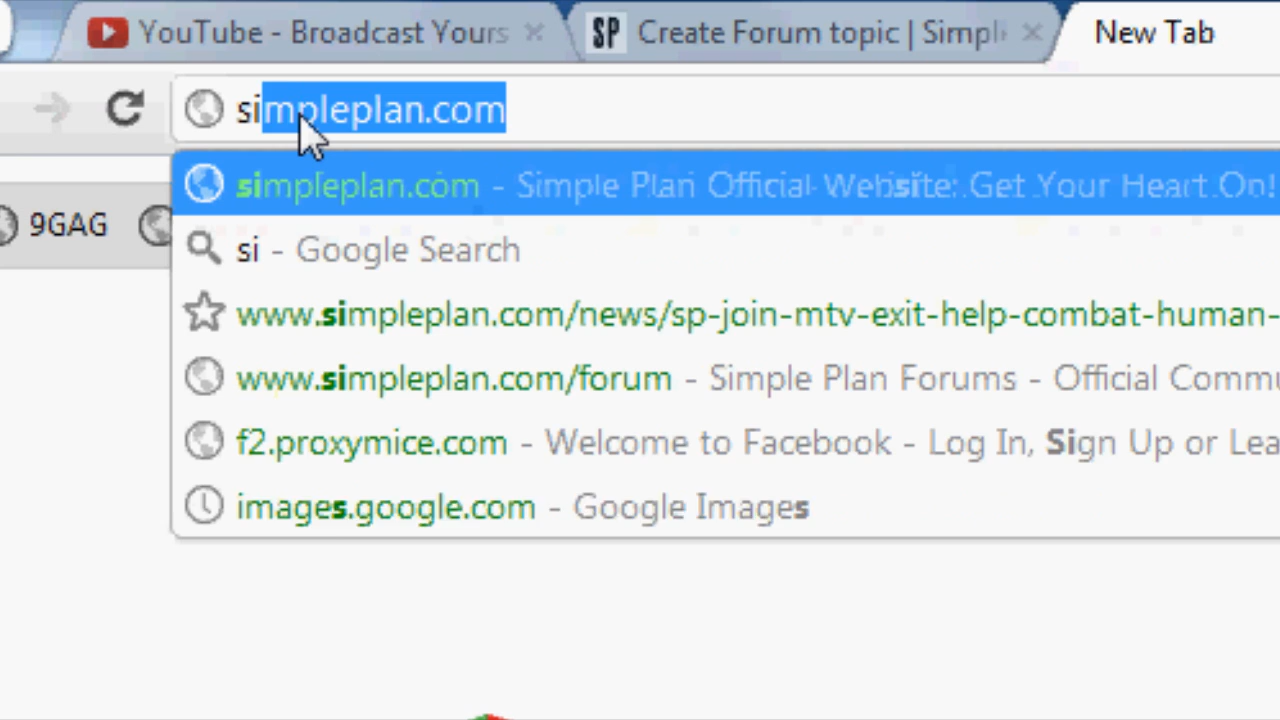 YouTube - Broadcast Yours
SP Create Forum topic | Simpl
New Tab
simpleplan.com
simpleplan.com - Simple Plan Official Website: Get Your Heart On!
9GAG
si - Google Search
www.simpleplan.com/news/sp-join-mtv-exit-help-combat-human-
www.simpleplan.com/forum - Simple Plan Forums - Official Commu
f2.proxymice.com - Welcome to Facebook - Log In, Sign Up or Lea
images.google.com - Google Images